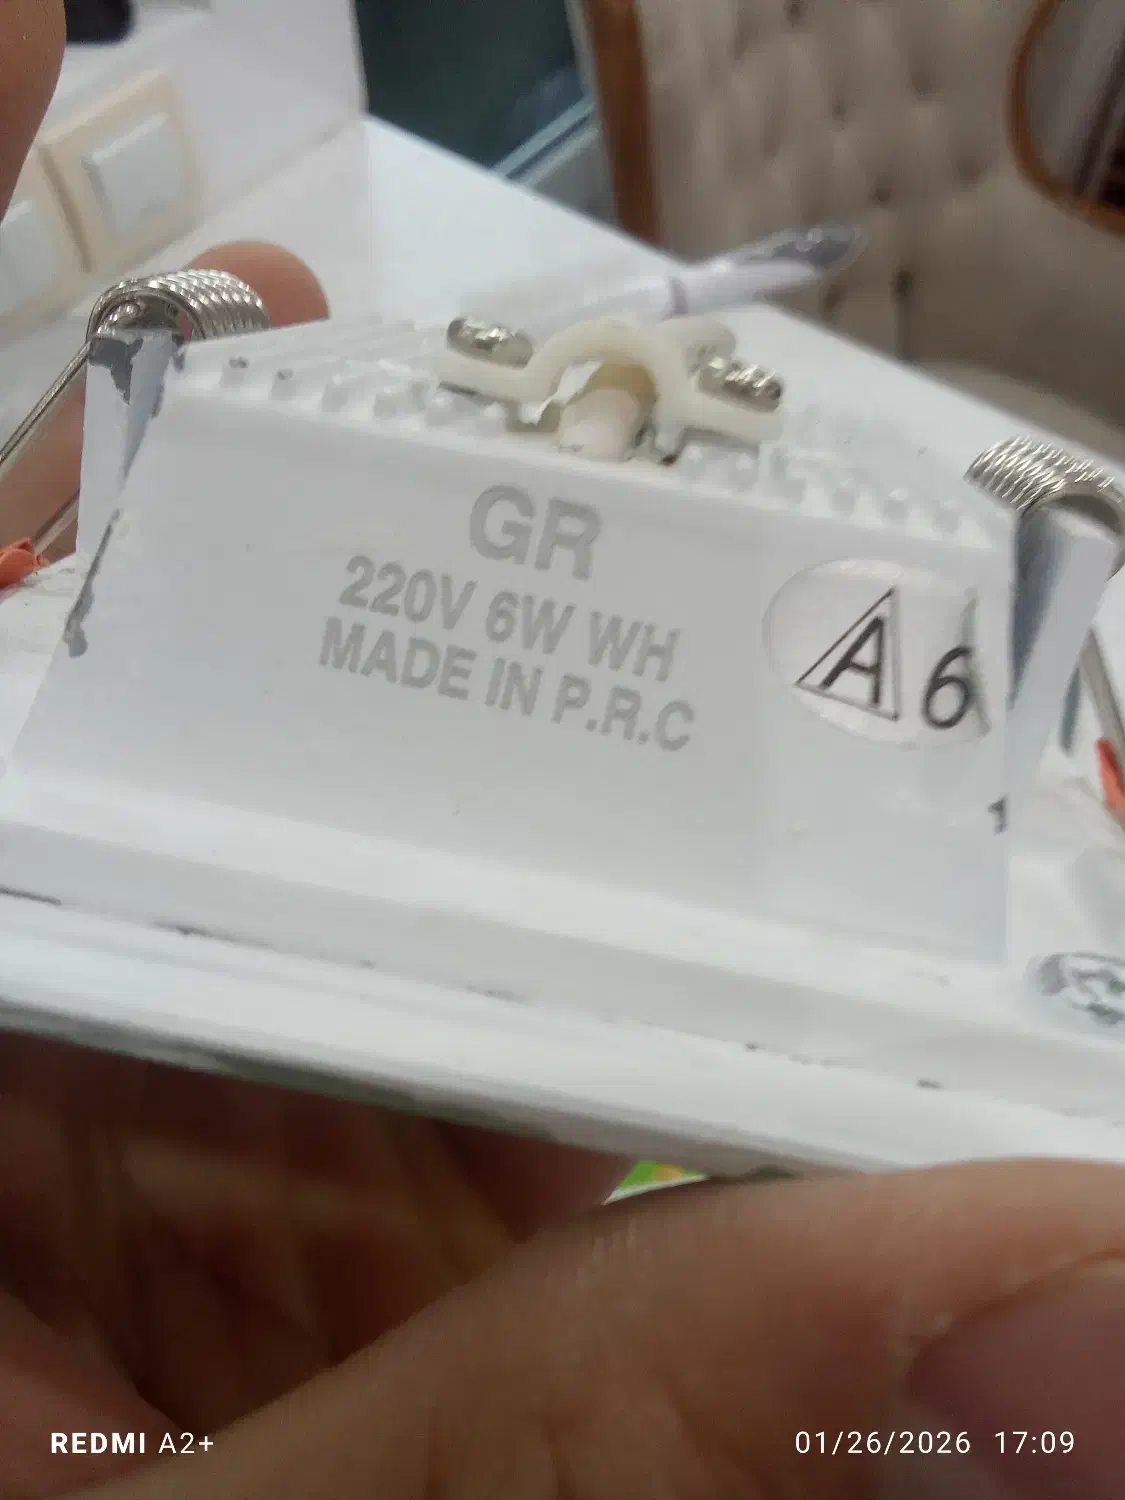 GR
220V 6W WH
MADE IN P.R.C
A 6
REDMI A2+
01/26/2026 17:09